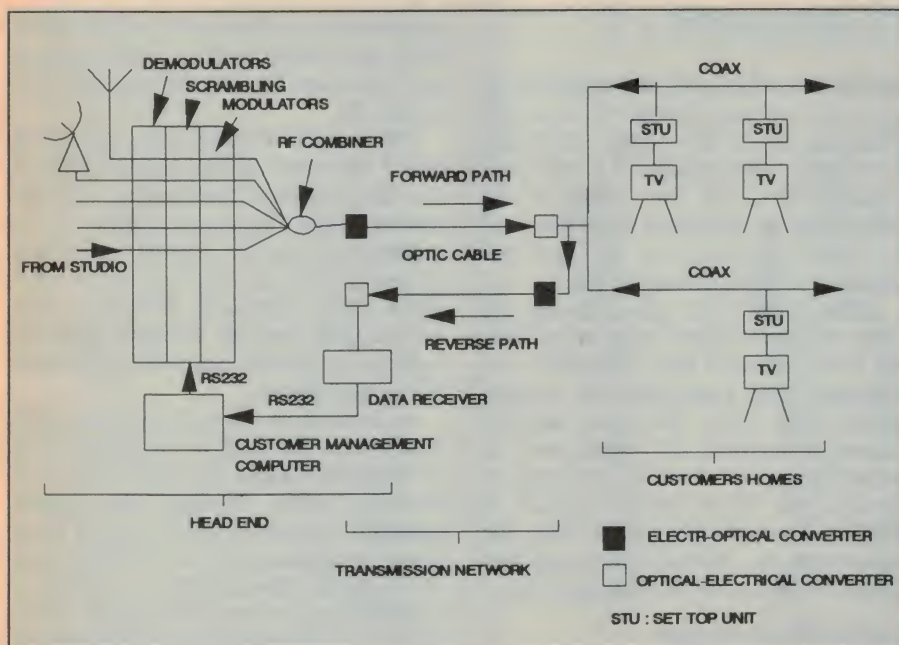 DEMODULATORS
SCRAMBLING
MODULATORS
RF COMBINER
FROM STUDIO
FORWARD PATH
OPTIC CABLE
REVERSE PATH
COAX
STU
STU
TV
TV
COAX
STU
TV
RS232
RS232
DATA RECEIVER
CUSTOMER MANAGEMENT
COMPUTER
HEAD END
TRANSMISSION NETWORK
CUSTOMERS HOMES
ELECTR-OPTICAL CONVERTER
OPTICAL-ELECTRICAL CONVERTER
STU : SET TOP UNIT